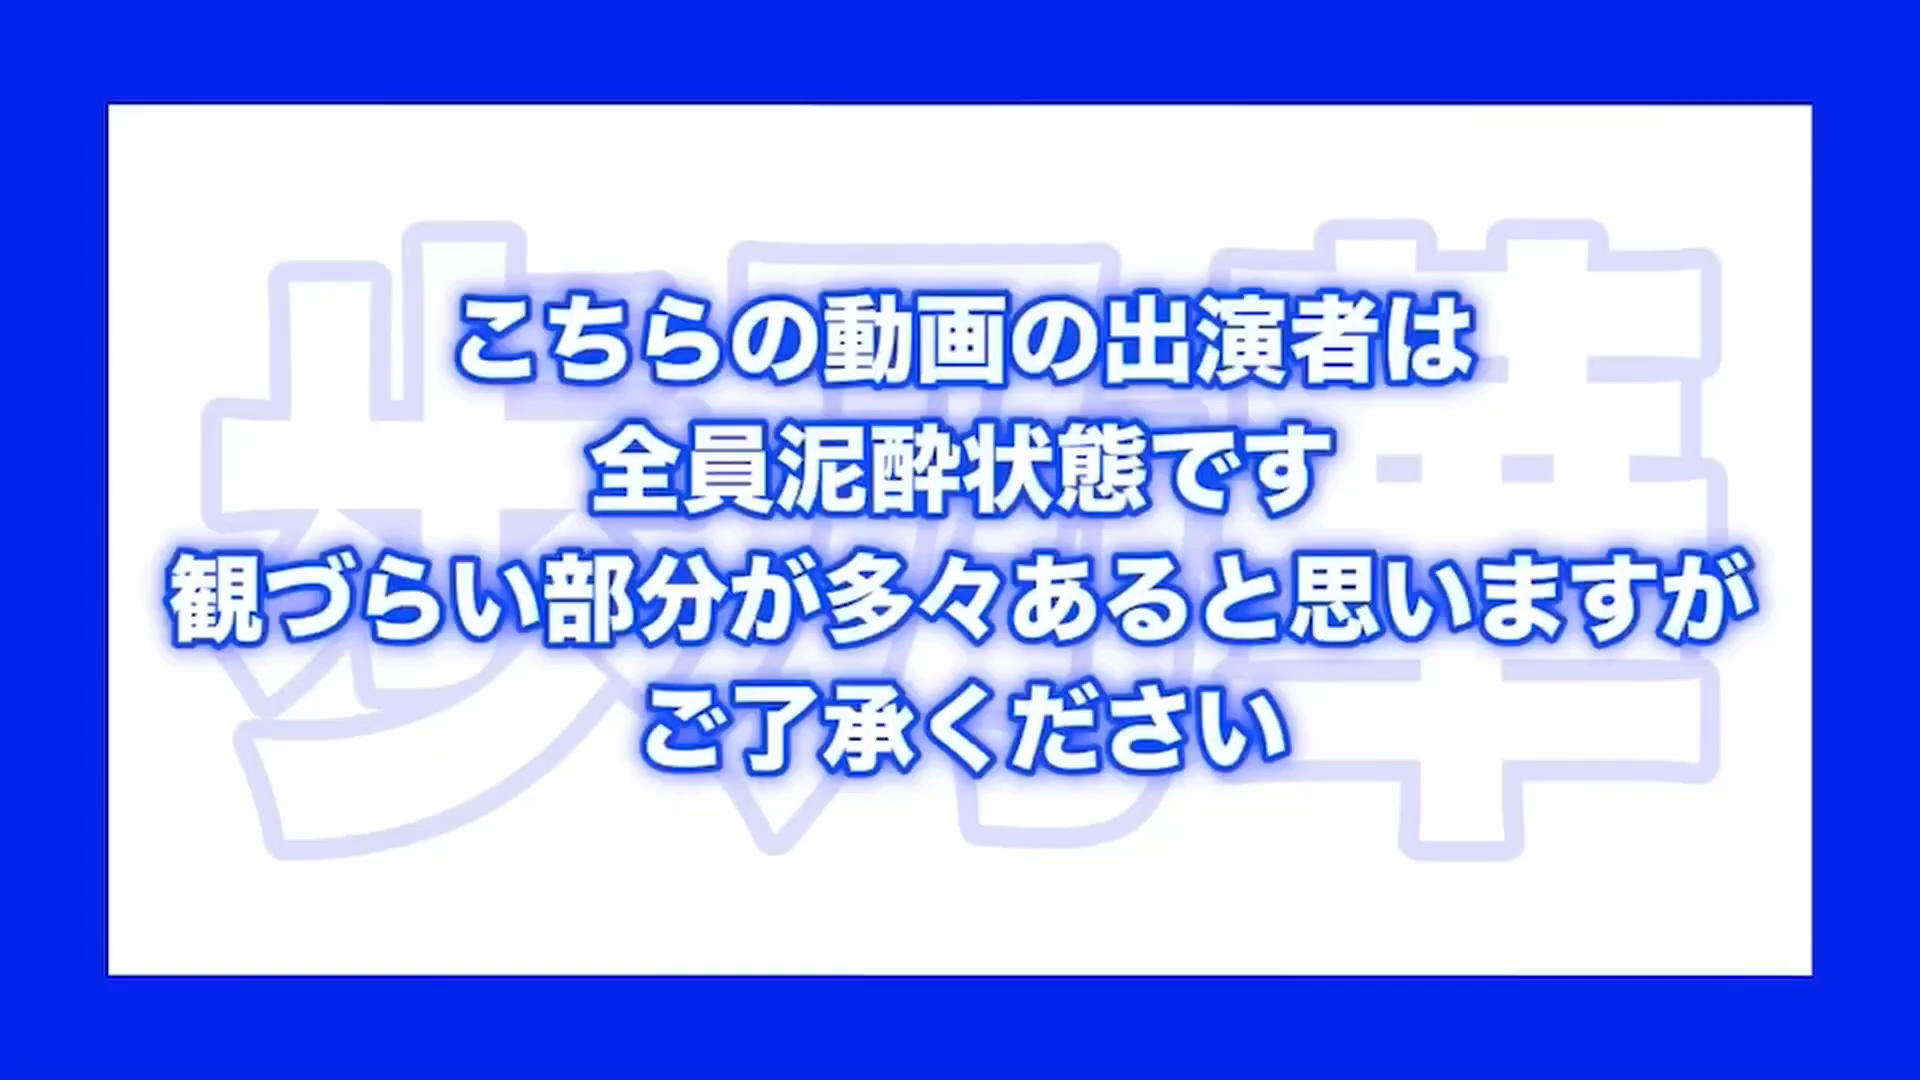 こちらの動画の出演者は
全員泥酔状態です
観づらい部分が多々あると思いますが
ご了承ください